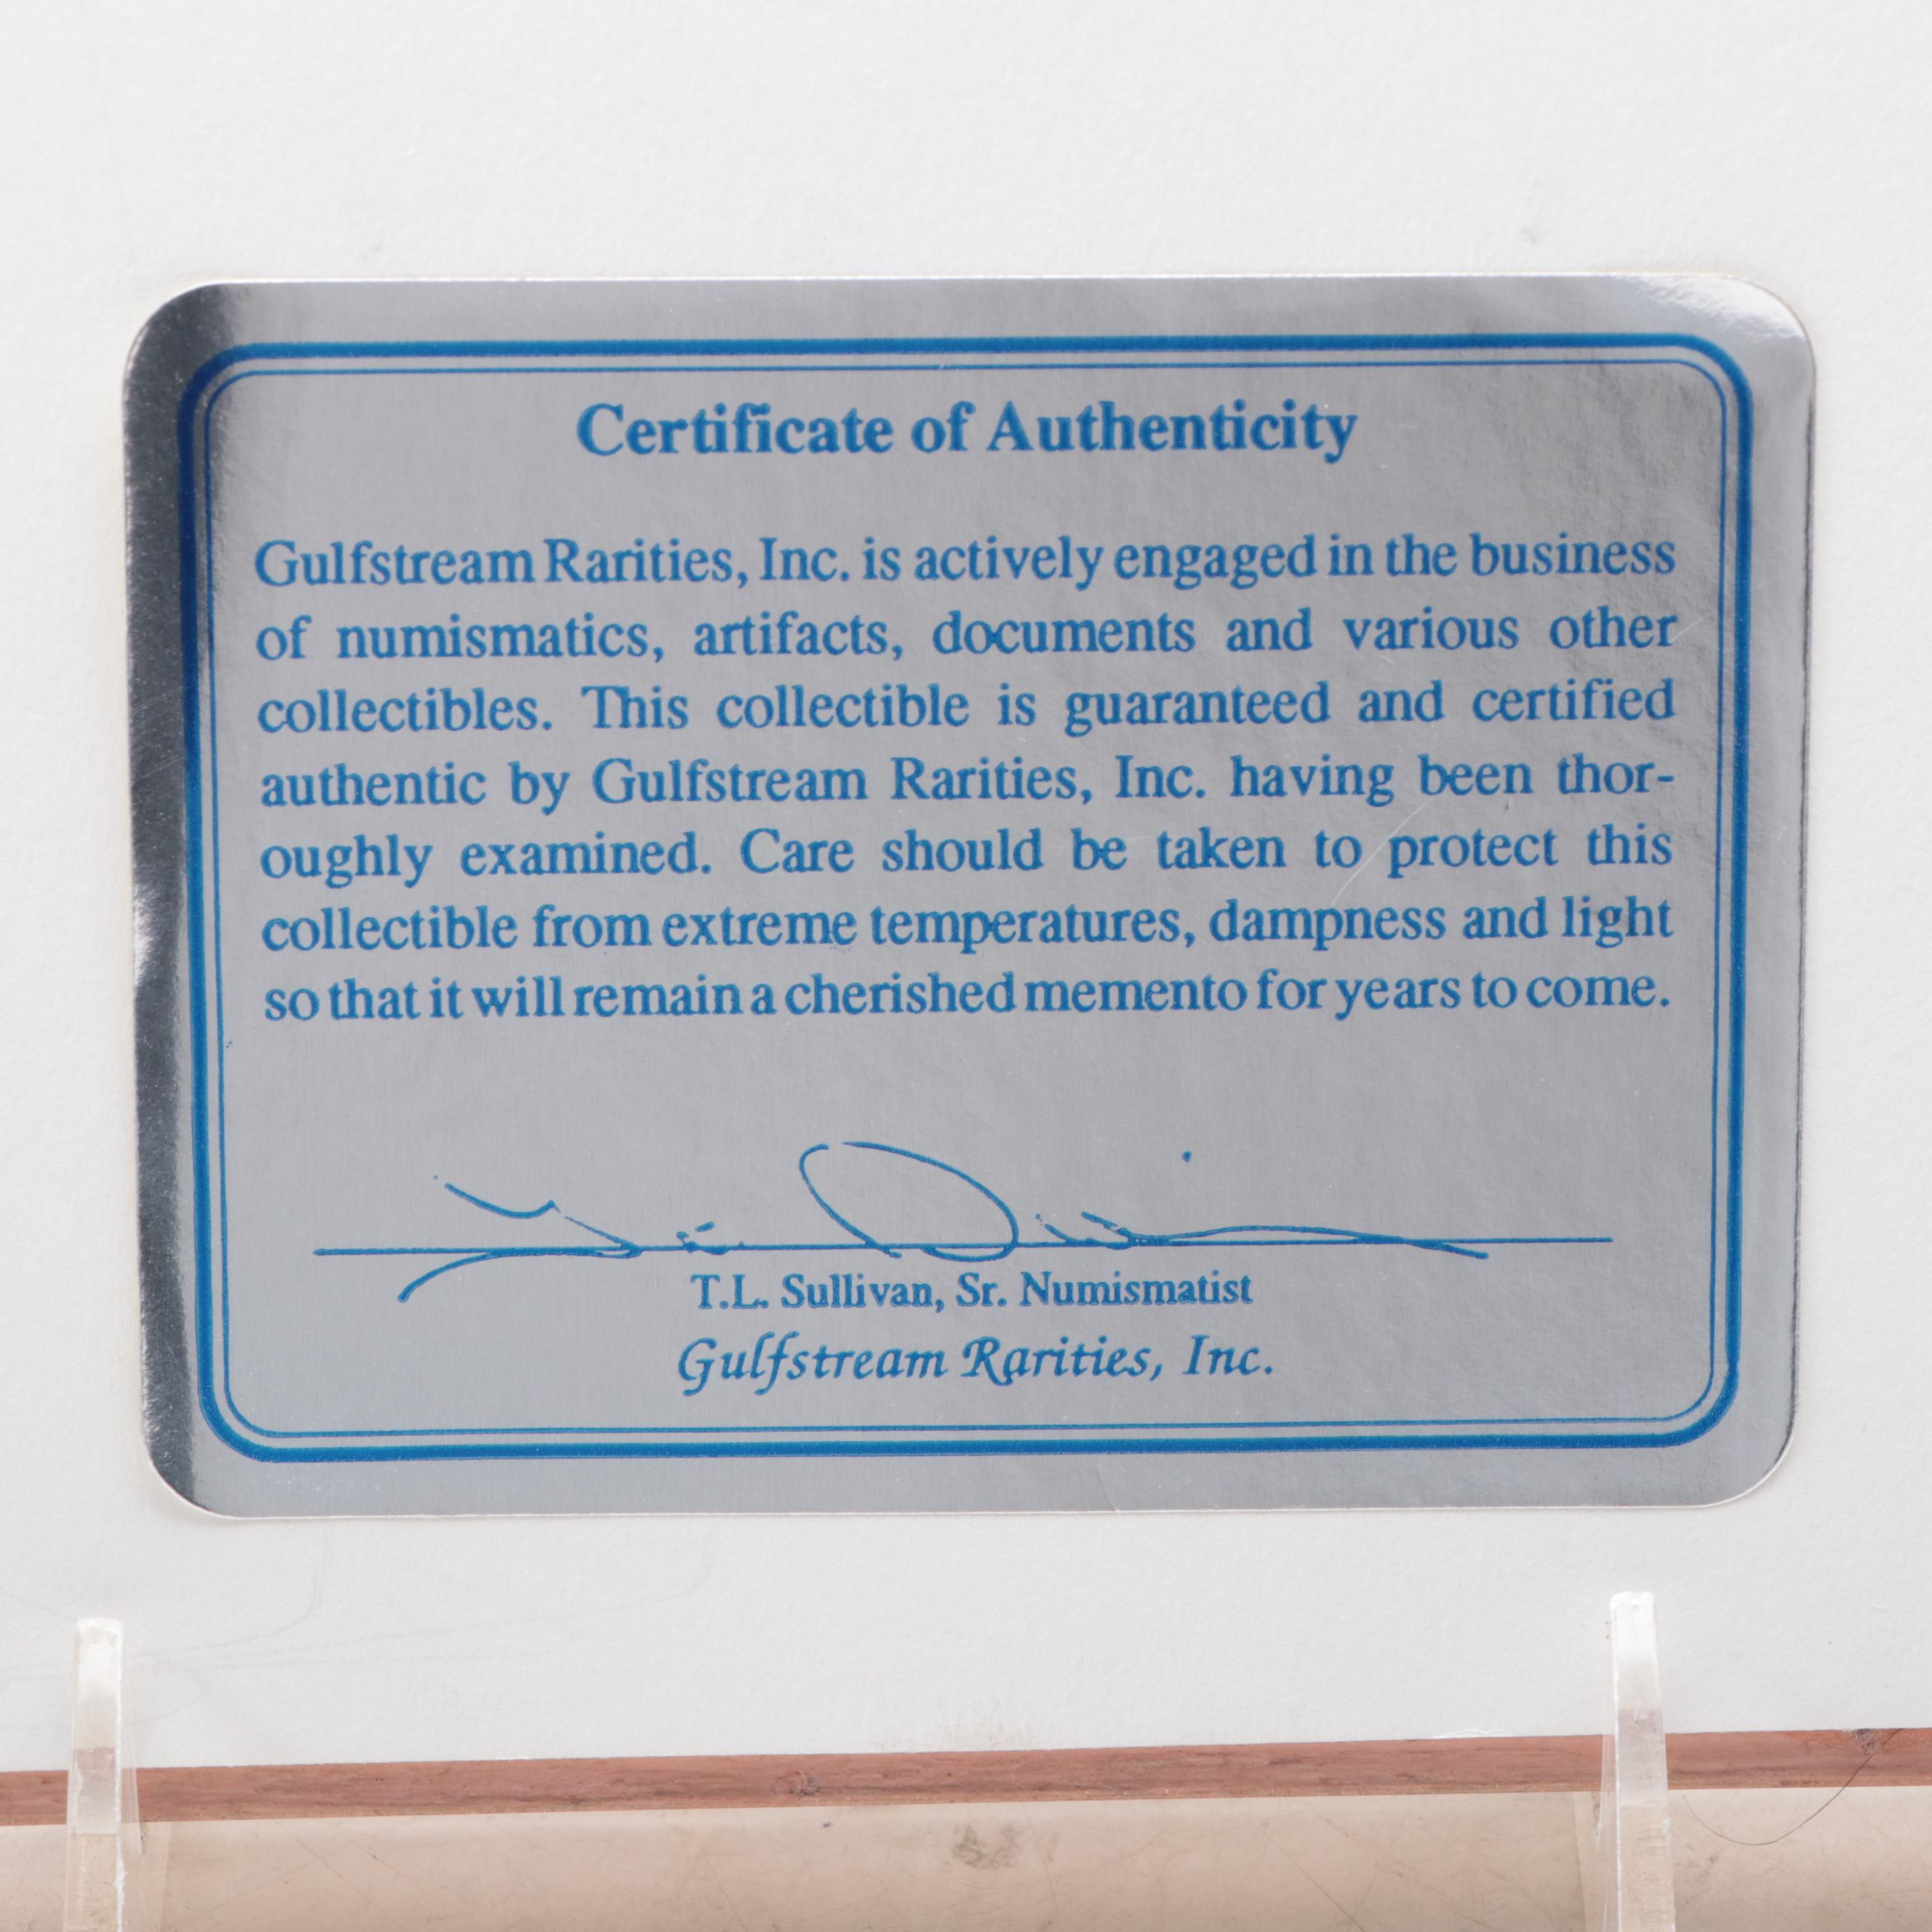 Certificate of Authenticity
Gulfstream Rarities, Inc. is actively engaged in the business
of numismatics, artifacts, documents and various other
collectibles. This collectible is guaranteed and certified
authentic by Gulfstream Rarities, Inc. having been thor-
oughly examined. Care should be taken to protect this
collectible from extreme temperatures, dampness and light
so that it will remain a cherished memento for years to come.
T.L. Sullivan, Sr. Numismatist
Gulfstream Rarities, Inc.